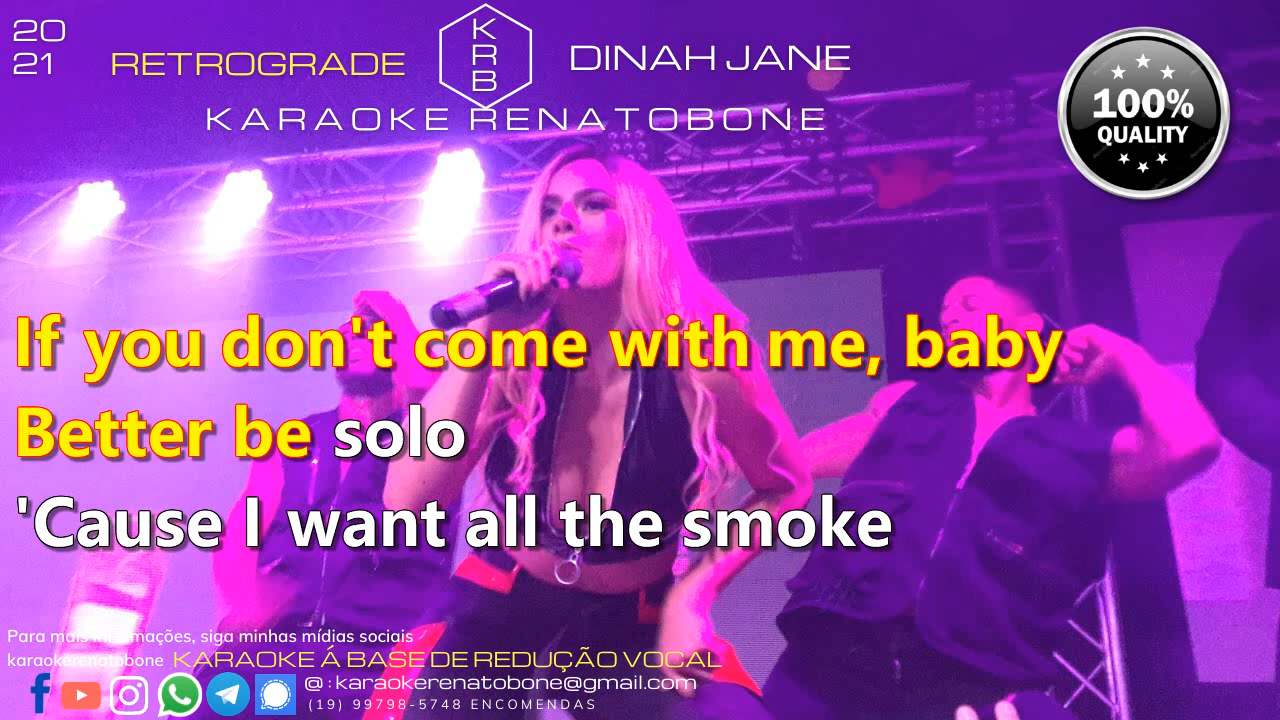 20
21
RETROGRADE
K
R
B
DINAH JANE
KARAOKE RENATOBONE
100%
QUALITY
If you don't come with me, baby
Better be solo
'Cause I want all the smoke
Para mais informações, siga minhas mídias sociais
karaokerenatobone KARAOKE Á BASE DE REDUÇÃO VOCAL
@:karaokerenatobone@gmail.com
(19) 99798-5748 ENCOMENDAS